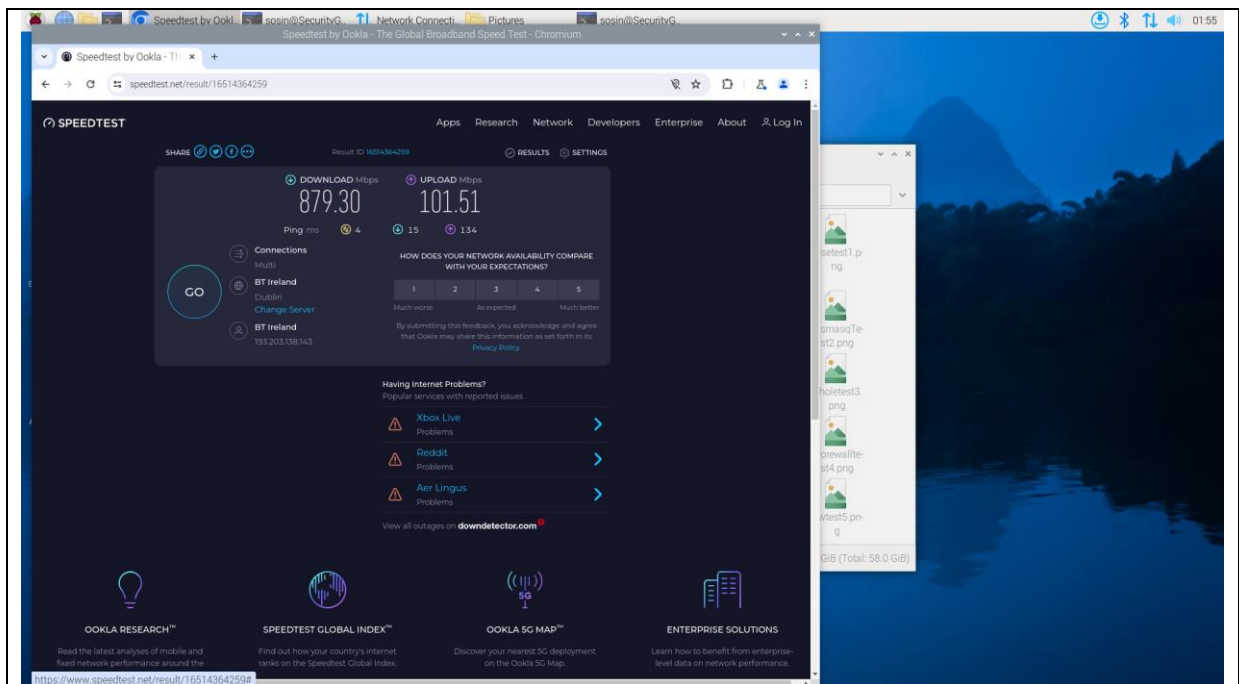 Speedtest by Ookl..
sosin@SecurityG..
Network Connecti..
Pictures
sosin@SecurityG..
01:55
Speedtest by Ookla - The Global Broadband Speed Test - Chromium
Speedtest by Ookla - Th
speedtest.net/result/16514364259
SPEEDTEST
Apps Research Network Developers Enterprise About Log In
SHARE
Result ID 16514364259
RESULTS
SETTINGS
DOWNLOAD Mbps
UPLOAD Mbps
879.30
101.51
Ping ms 4 15 134
Connections
Multi
BT Ireland
Dublin
Change Server
BT Ireland
193.203.138.143
GO
HOW DOES YOUR NETWORK AVAILABILITY COMPARE
WITH YOUR EXPECTATIONS?
1 2 3 4 5
Much worse As expected Much better
By submitting this feedback, you acknowledge and agree
that Ookla may share this information as set forth in its
Privacy Policy.
Having Internet Problems?
Popular services with reported issues
Xbox Live
Problems
Reddit
Problems
Aer Lingus
Problems
View all outages on downdetector.com
OOKLA RESEARCH™
Read the latest analyses of mobile and
fixed network performance around the
SPEEDTEST GLOBAL INDEX™
Find out how your country's internet
ranks on the Speedtest Global Index.
OOKLA 5G MAP™
5G
Discover your nearest 5G deployment
on the Ookla 5G Map.
ENTERPRISE SOLUTIONS
Learn how to benefit from enterprise-
level data on network performance.
https://www.speedtest.net/result/16514364259#
setest1.p-
ng
smasqTe-
st2.png
holetest3.
png
orewallte-
st4.png
wtest5.pn-
g
GiB (Total: 58.0 GiB)